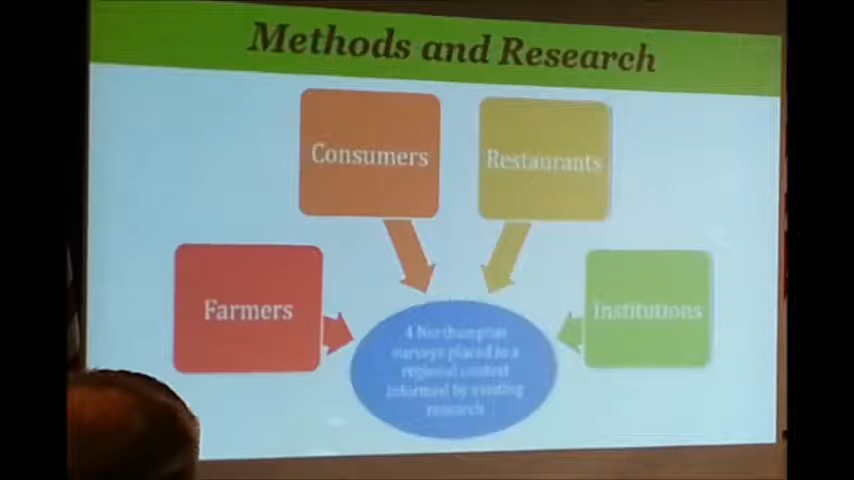 Methods and Research
Consumers
Restaurants
Farmers
Institutions
4 Northampton
surveys placed in a
regional context
informed by existing
research